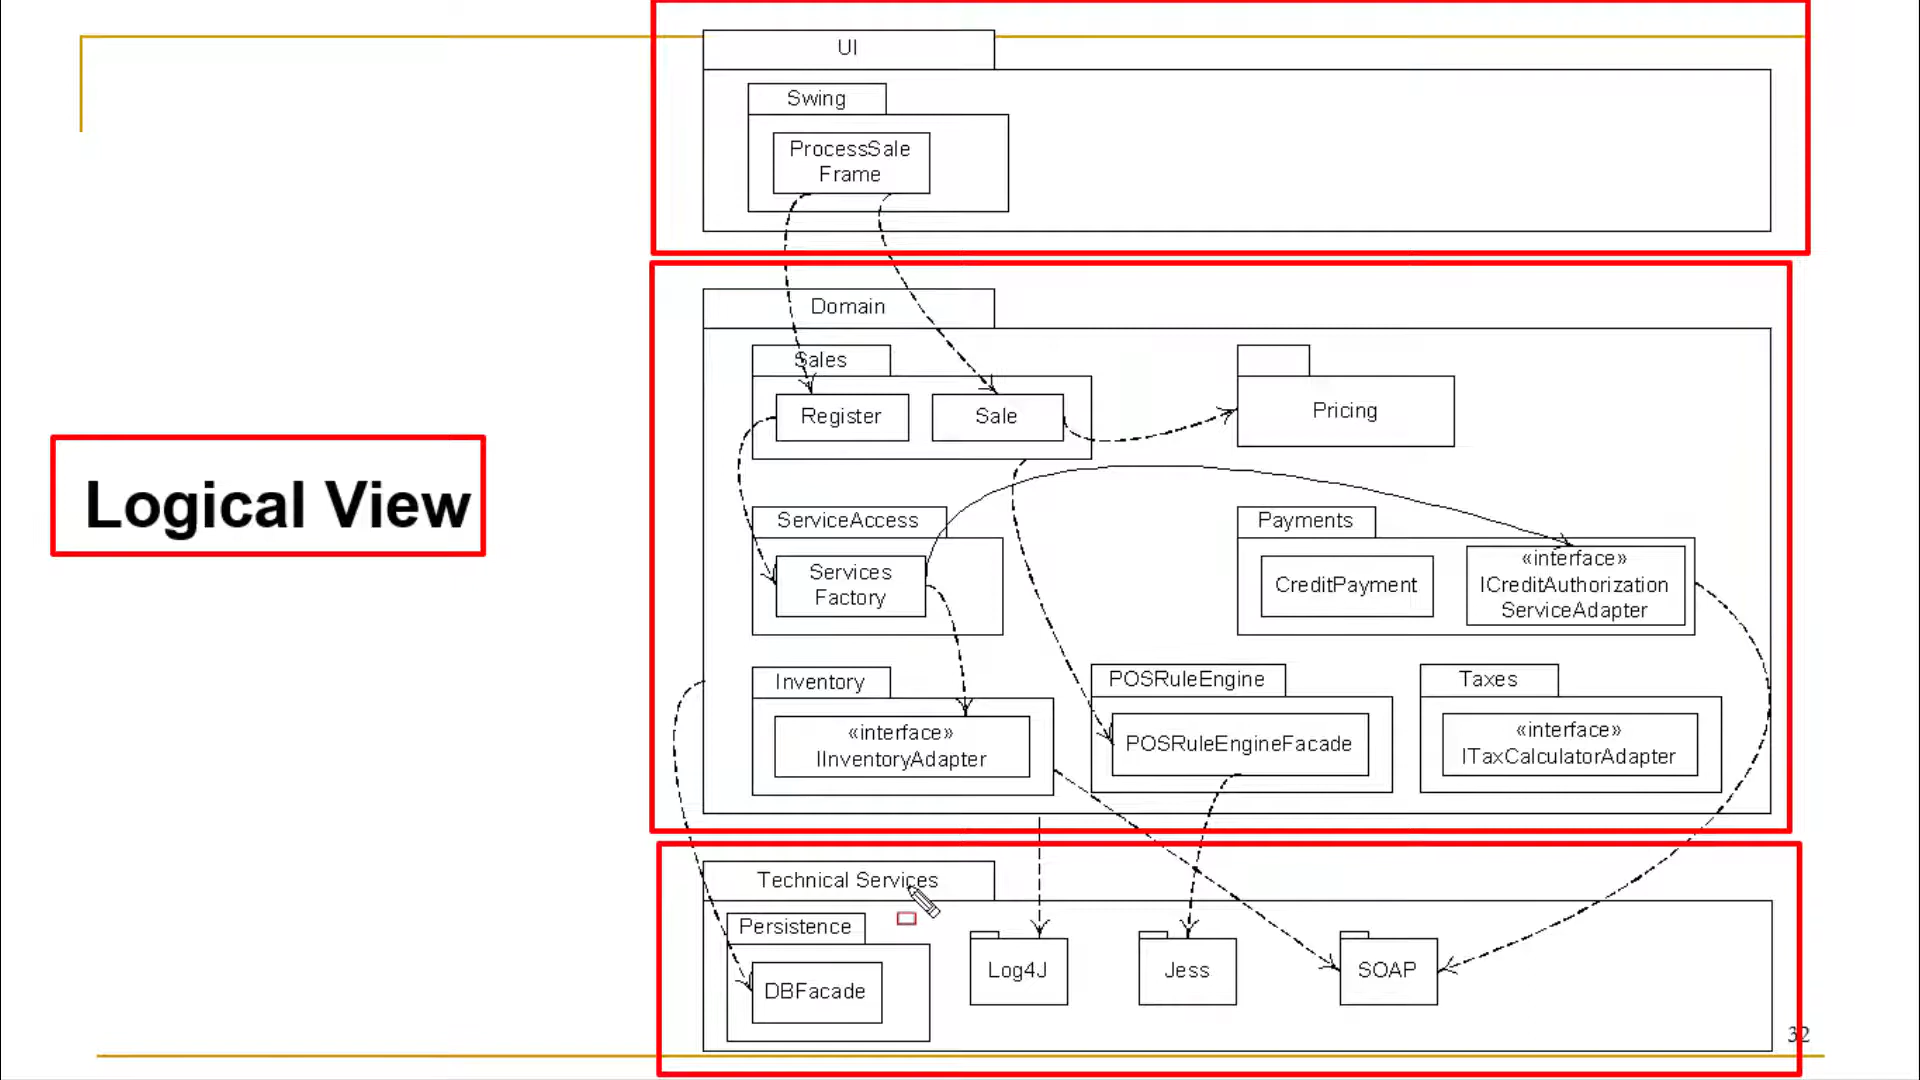 UI
Swing
ProcessSale
Frame
Domain
Sales
Register
Sale
Pricing
Logical View
ServiceAccess
Services
Factory
Payments
CreditPayment
«interface»
ICreditAuthorization
ServiceAdapter
Inventory
«interface»
IInventoryAdapter
POSRuleEngine
POSRuleEngineFacade
Taxes
«interface»
ITaxCalculatorAdapter
Technical Services
Persistence
DBFacade
Log4J
Jess
SOAP
32